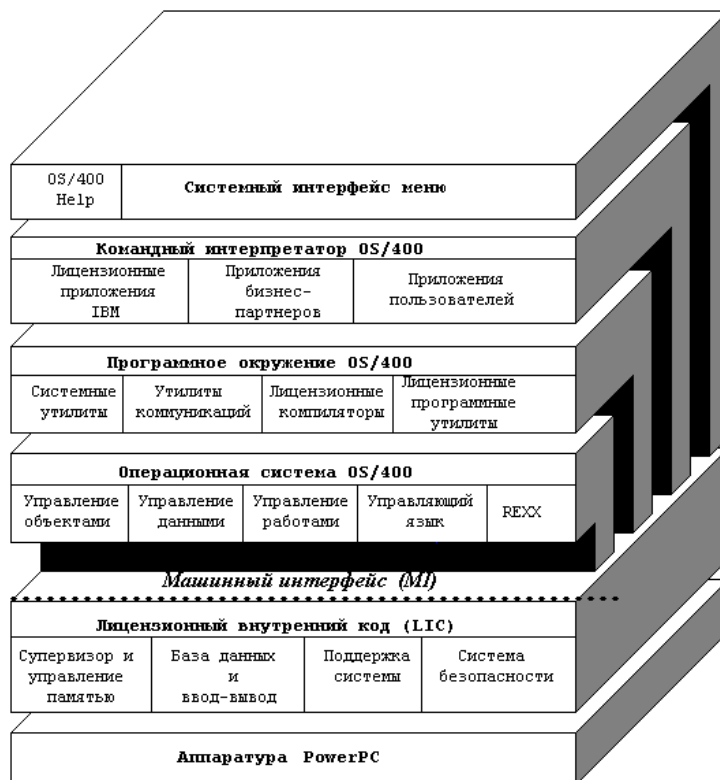 OS/400
Help
Системный интерфейс меню
Командный интерпретатор OS/400
Лицензионные
приложения
IBM
Приложения
бизнес-
партнеров
Приложения
пользователей
Программное окружение OS/400
Системные
утилиты
Утилиты
коммуникаций
Лицензионные
компиляторы
Лицензионные
программные
утилиты
Операционная система OS/400
Управление
объектами
Управление
данными
Управление
работами
Управляющий
язык
REXX
Машинный интерфейс (MI)
Лицензионный внутренний код (LIC)
Супервизор и
управление
памятью
База данных
и
ввод-вывод
Поддержка
системы
Система
безопасности
Аппаратура PowerPC